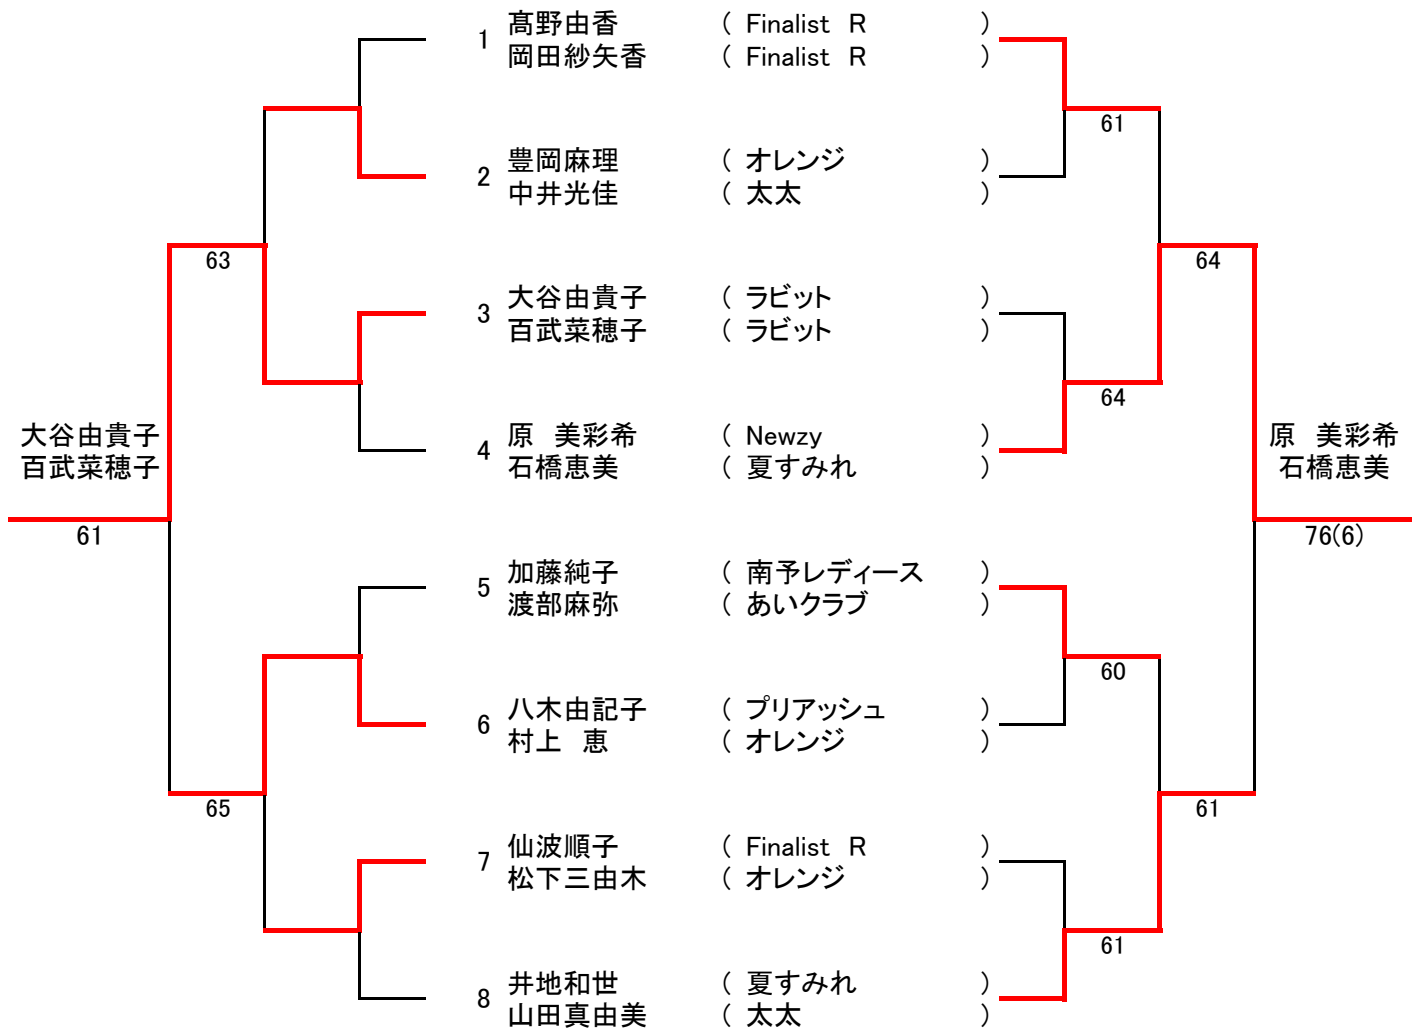 1 髙野由香 ( Finalist R )
岡田紗矢香 ( Finalist R )
61
2 豊岡麻理 ( オレンジ )
中井光佳 ( 太太 )
63
64
3 大谷由貴子 ( ラビット )
百武菜穂子 ( ラビット )
64
大谷由貴子
百武菜穂子
4 原 美彩希 ( Newzy )
石橋恵美 ( 夏すみれ )
原 美彩希
石橋恵美
61
76(6)
5 加藤純子 ( 南予レディース )
渡部麻弥 ( あいクラブ )
60
6 八木由記子 ( プリアッシュ )
村上 恵 ( オレンジ )
65
61
7 仙波順子 ( Finalist R )
松下三由木 ( オレンジ )
61
8 井地和世 ( 夏すみれ )
山田真由美 ( 太太 )